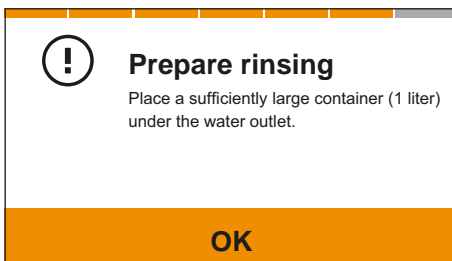 Prepare rinsing
Place a sufficiently large container (1 liter)
under the water outlet.
OK